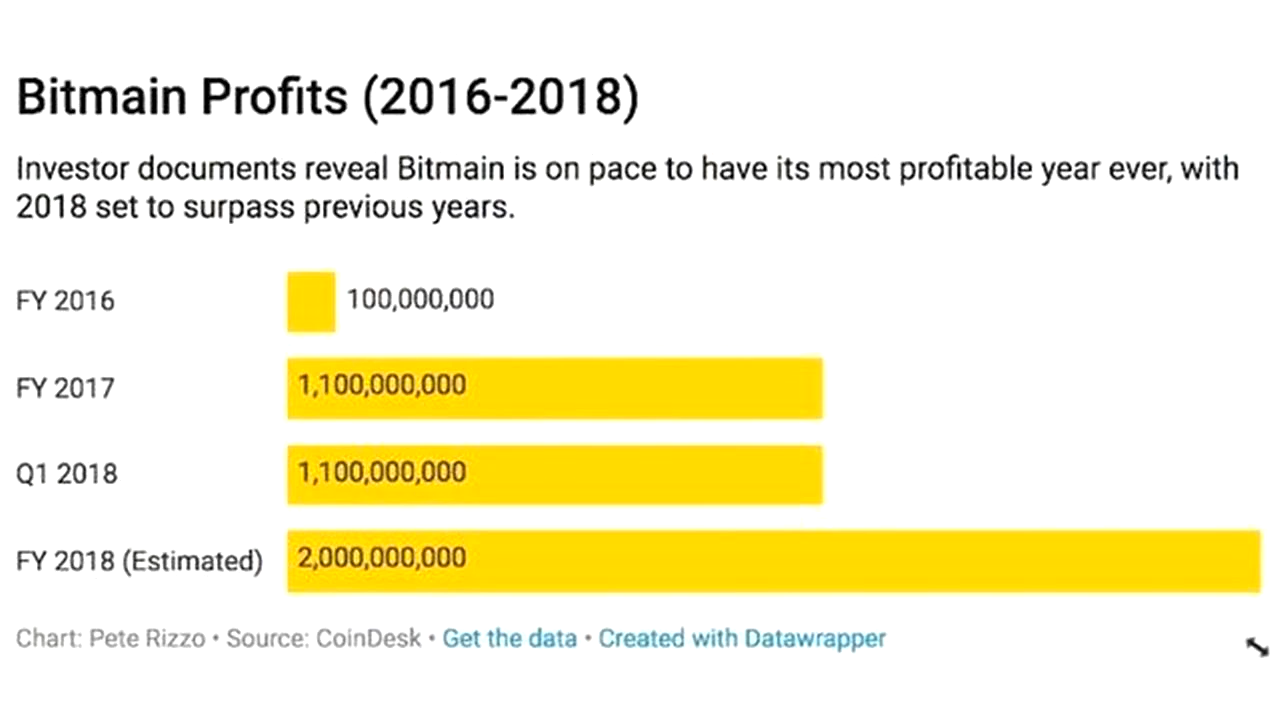 Bitmain Profits (2016-2018)
Investor documents reveal Bitmain is on pace to have its most profitable year ever, with
2018 set to surpass previous years.
FY 2016 100,000,000
FY 2017 1,100,000,000
Q1 2018 1,100,000,000
FY 2018 (Estimated) 2,000,000,000
Chart: Pete Rizzo • Source: CoinDesk • Get the data • Created with Datawrapper